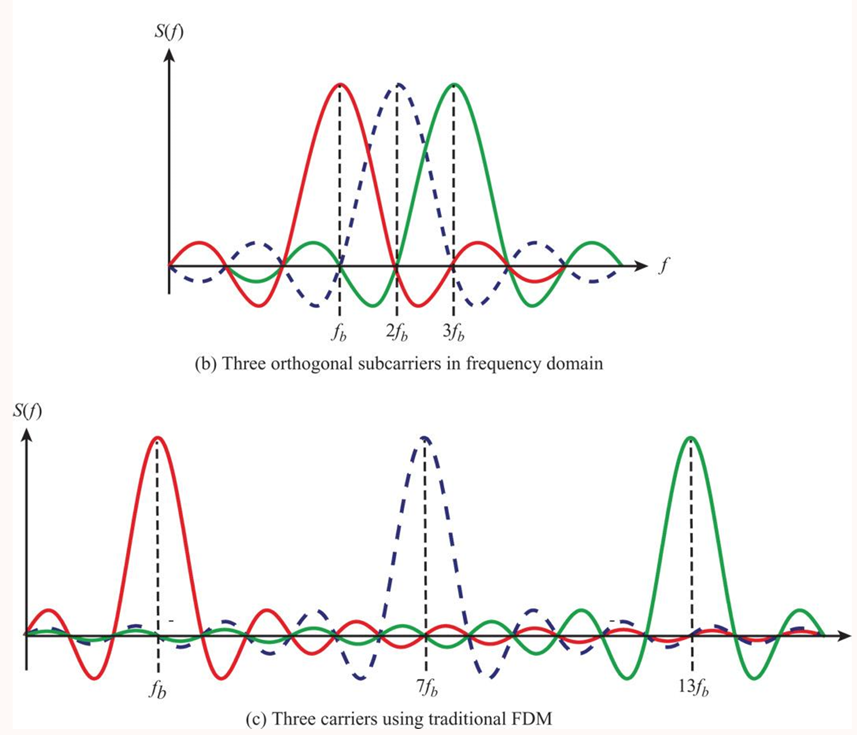 S(f)
f
f_b 2f_b 3f_b
(b) Three orthogonal subcarriers in frequency domain
S(f)
f_b 7f_b 13f_b
(c) Three carriers using traditional FDM